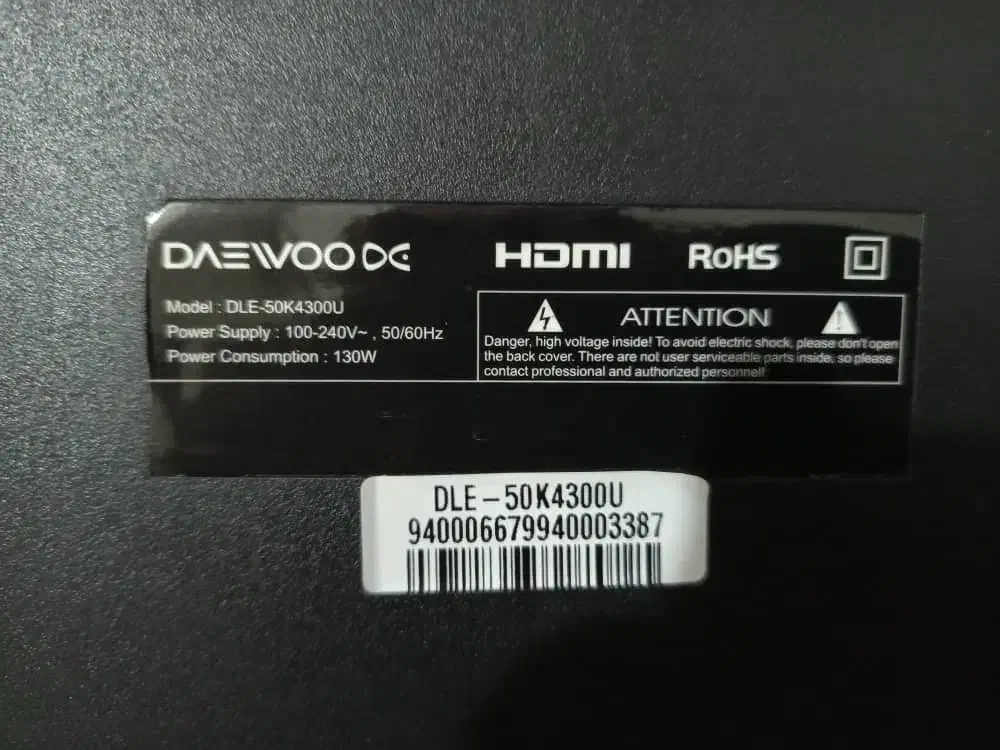 DAEWOO
HDMI
RoHS
Model : DLE-50K4300U
Power Supply : 100-240V~ , 50/60Hz
Power Consumption : 130W
ATTENTION
Danger, high voltage inside! To avoid electric shock, please don't open
the back cover. There are not user serviceable parts inside, so please
contact professional and authorized personnel!
DLE-50K4300U
940006679940003387